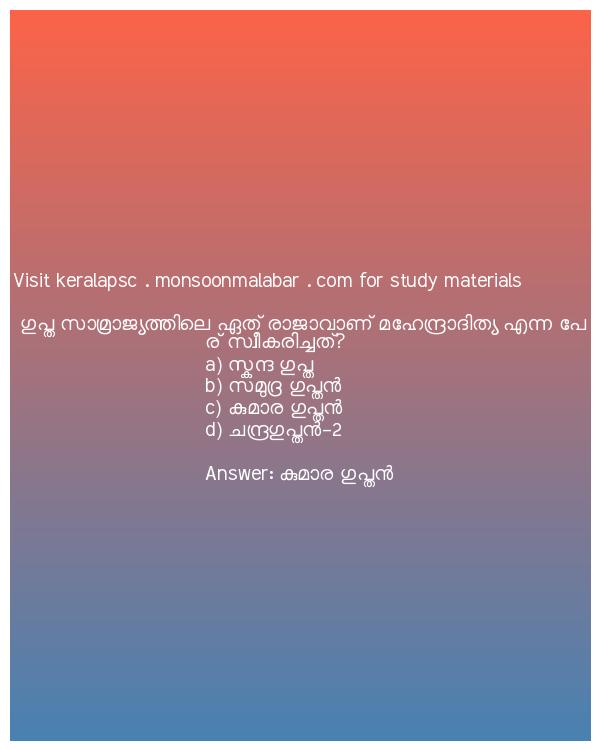 Visit keralapsc . monsoonmalabar . com for study materials
ഗുപ്ത സാമ്രാജ്യത്തിലെ ഏത് രാജാവാണ് മഹേന്ദ്രാദിത്യ എന്ന പേ
ര് സ്വീകരിച്ചത്?
a) സ്കന്ദ ഗുപ്ത
b) സമുദ്ര ഗുപ്തൻ
c) കുമാര ഗുപ്തൻ
d) ചന്ദ്രഗുപ്തൻ-2
Answer: കുമാര ഗുപ്തൻ